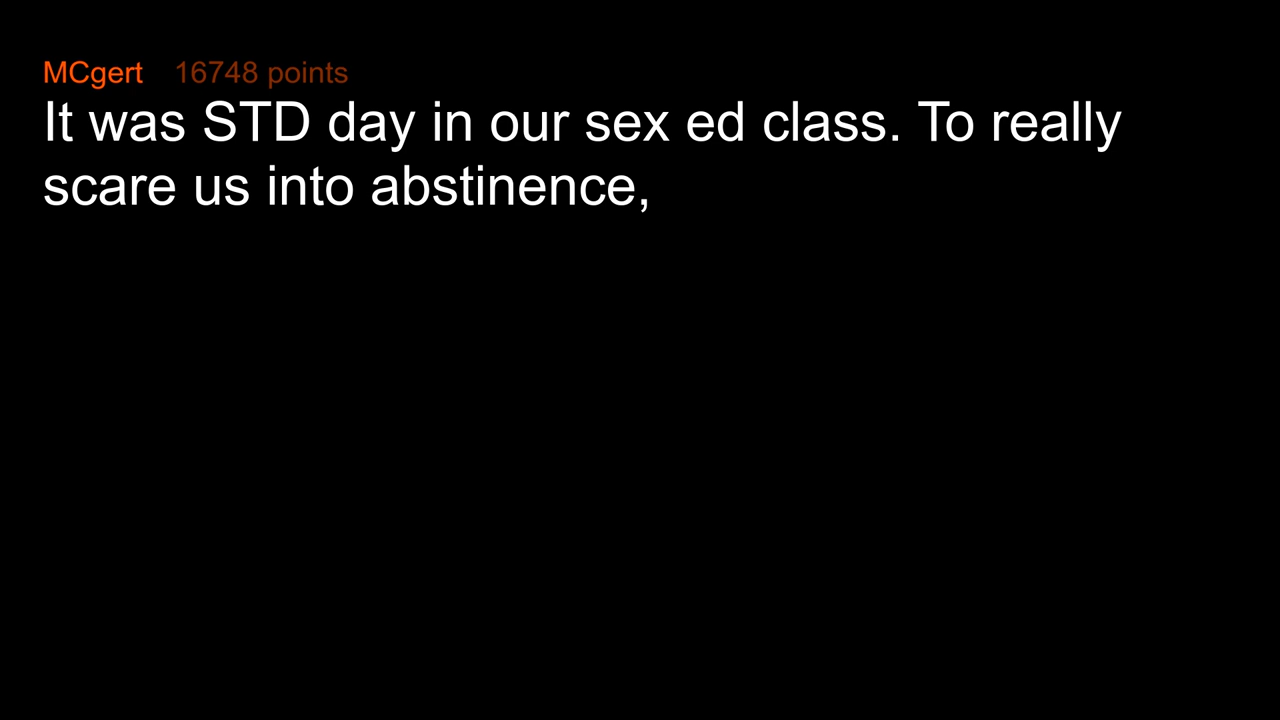 MCgert 16748 points
It was STD day in our sex ed class. To really
scare us into abstinence,